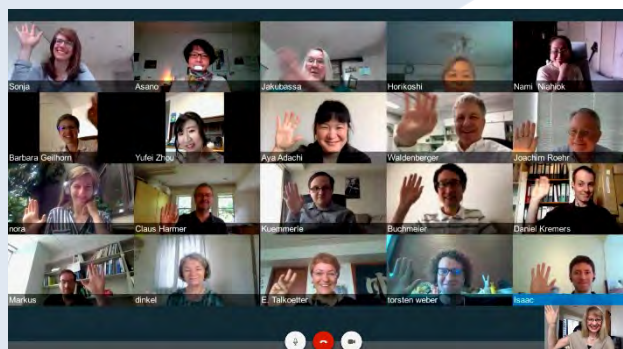 Sonja
Asano
Jakubassa
Horikoshi
Nami Niahiok
Barbara Geilhorn
Yufei Zhou
Aya Adachi
Waldenberger
Joachim Roehr
nora
Claus Harmer
Kuemmerle
Buchmeier
Daniel Kremers
Markus
dinkel
E. Talkoetter
torsten weber
Isaac